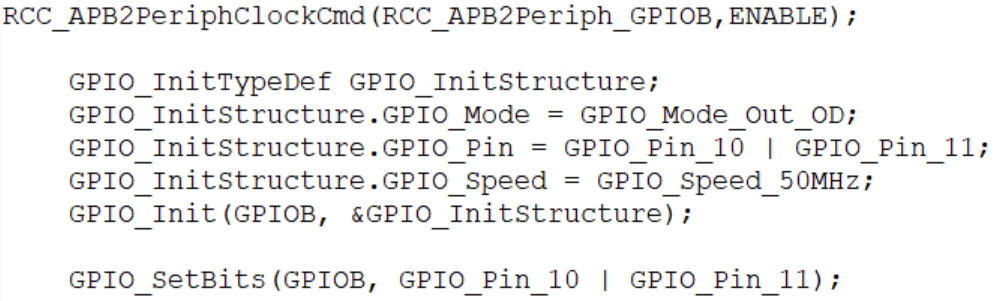 RCC_APB2PeriphClockCmd(RCC_APB2Periph_GPIOB,ENABLE);
GPIO_InitTypeDef GPIO_InitStructure;
GPIO_InitStructure.GPIO_Mode = GPIO_Mode_Out_OD;
GPIO_InitStructure.GPIO_Pin = GPIO_Pin_10 | GPIO_Pin_11;
GPIO_InitStructure.GPIO_Speed = GPIO_Speed_50MHz;
GPIO_Init(GPIOB, &GPIO_InitStructure);
GPIO_SetBits(GPIOB, GPIO_Pin_10 | GPIO_Pin_11);